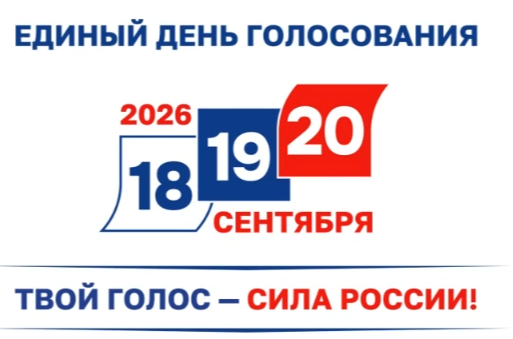 ЕДИНЫЙ ДЕНЬ ГОЛОСОВАНИЯ
2026
18 19 20
СЕНТЯБРЯ
ТВОЙ ГОЛОС – СИЛА РОССИИ!